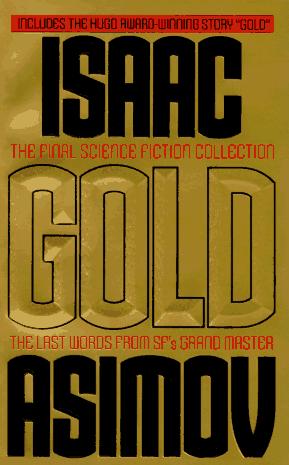 INCLUDES THE HUGO AWARD-WINNING STORY "GOLD"
ISAAC
THE FINAL SCIENCE FICTION COLLECTION
GOLD
THE LAST WORDS FROM SF's GRAND MASTER
ASIMOV